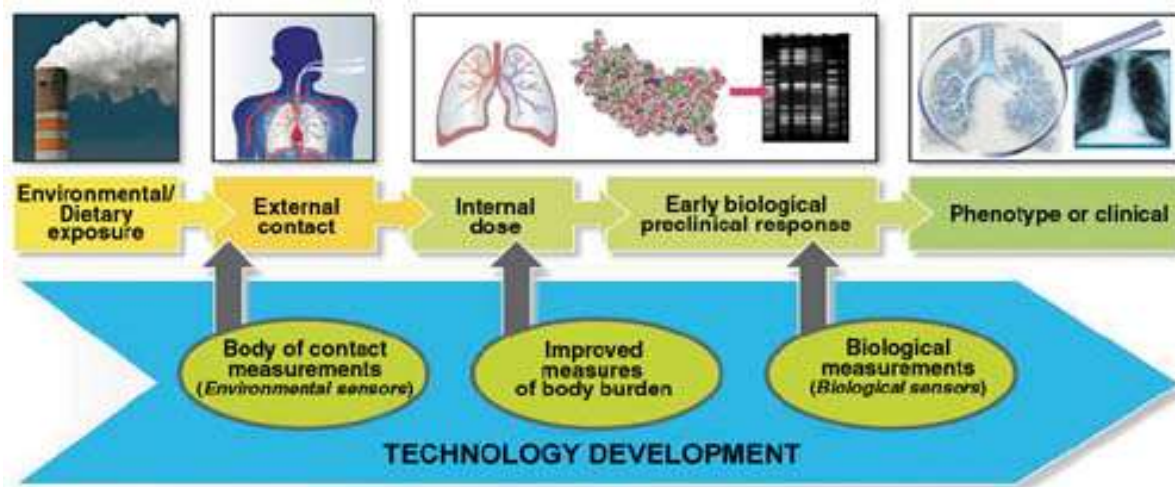 Environmental/
Dietary
exposure
External
contact
Internal
dose
Early biological
preclinical response
Phenotype or clinical
Body of contact
measurements
(Environmental sensors)
Improved
measures
of body burden
Biological
measurements
(Biological sensors)
TECHNOLOGY DEVELOPMENT